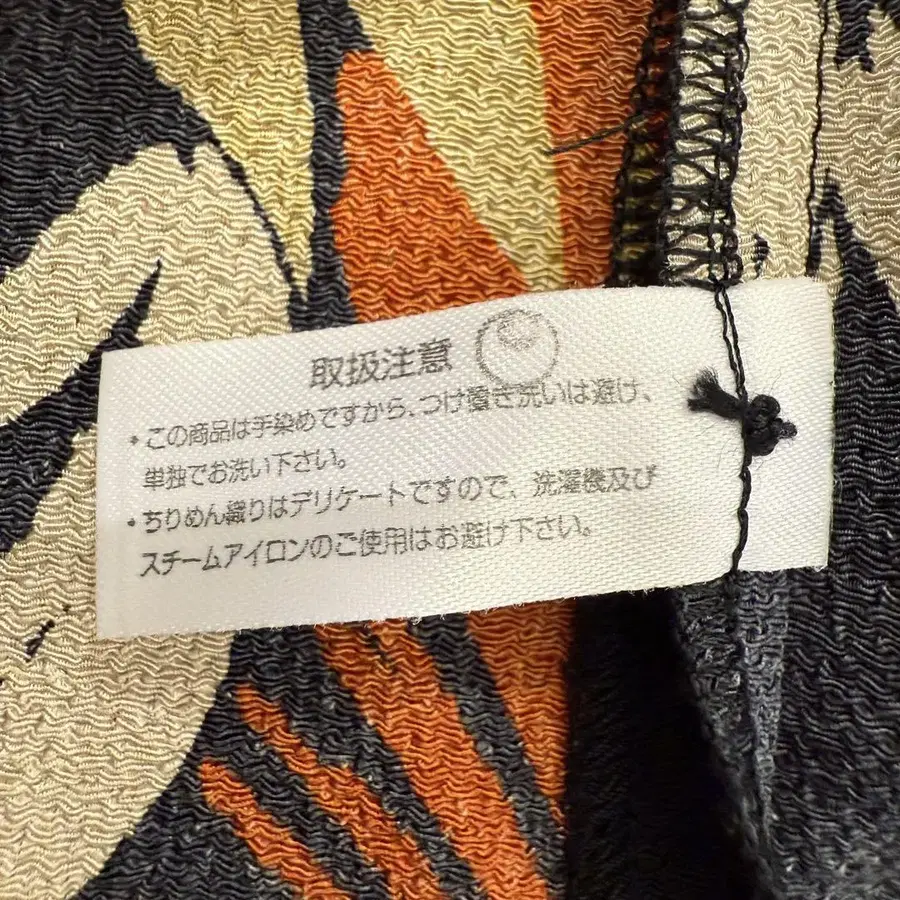 取扱注意
・この商品は手染めですから、つけ置き洗いは避け、
単独でお洗い下さい。
・ちりめん織りはデリケートですので、洗濯機及び
スチームアイロンのご使用はお避け下さい。